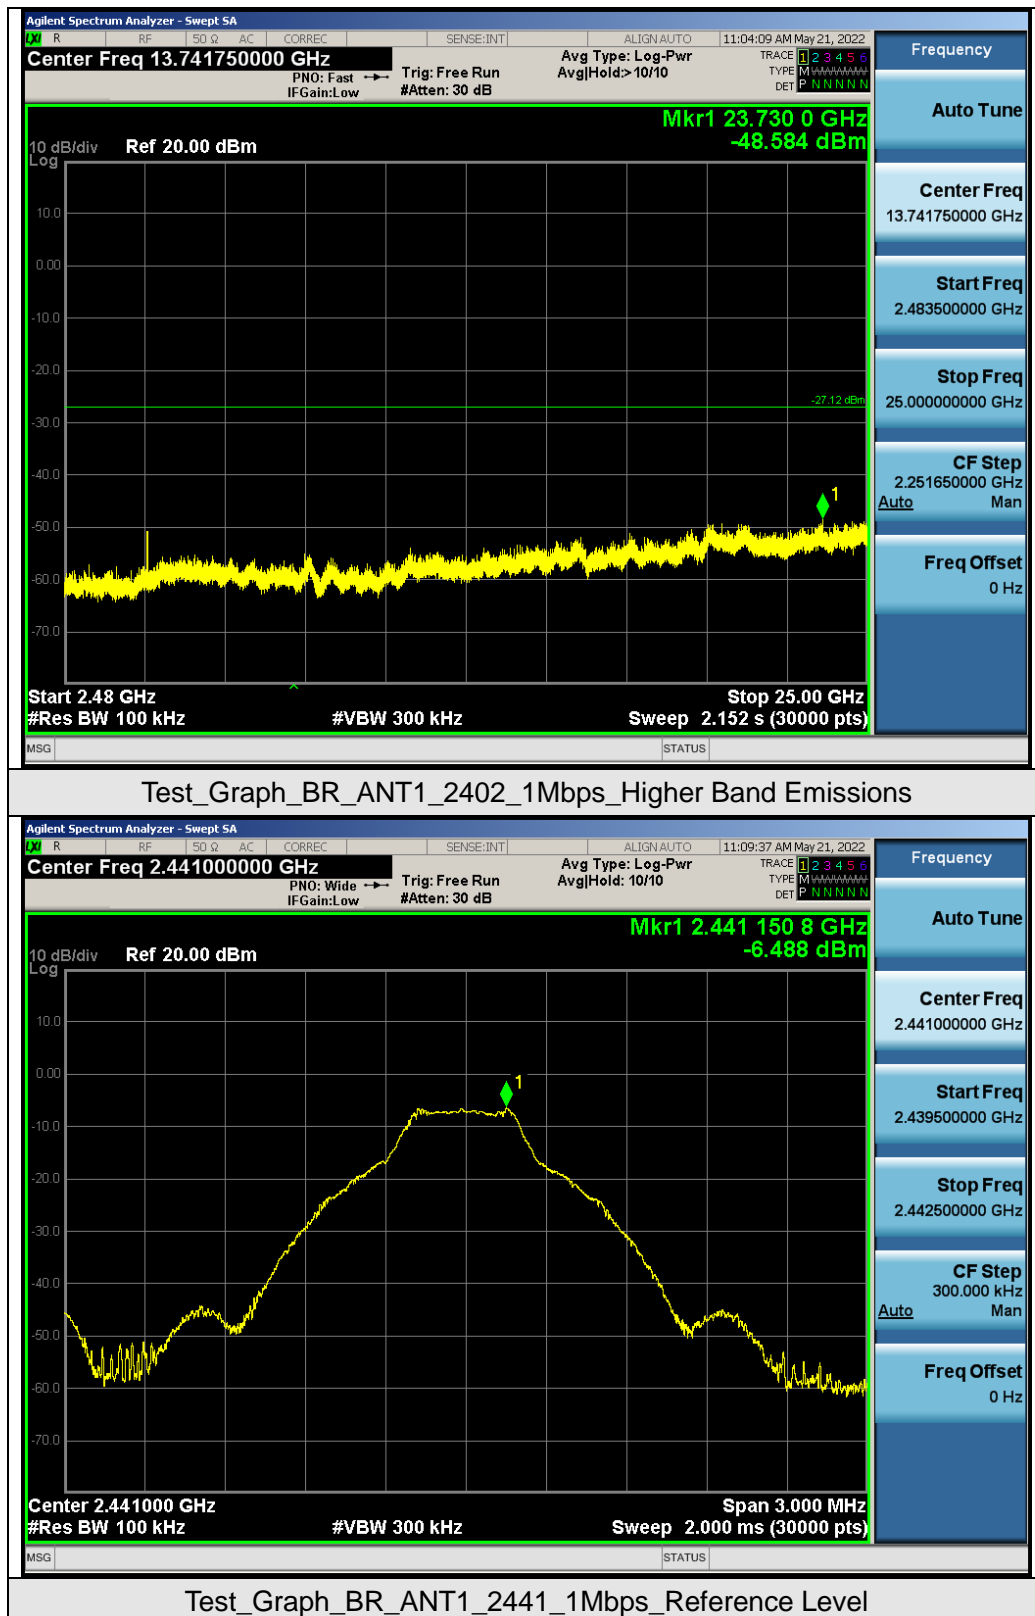 Agilent Spectrum Analyzer - Swept SA
LXI R RF 50 Ω AC CORREC SENSE:INT ALIGN AUTO 11:04:09 AM May 21, 2022
Center Freq 13.741750000 GHz
PNO: Fast
IFGain:Low
Trig: Free Run
#Atten: 30 dB
Avg Type: Log-Pwr
Avg|Hold:>10/10
TRACE 1 2 3 4 5 6
TYPE M
DET P N N N N N
Mkr1 23.730 0 GHz
-48.584 dBm
10 dB/div
Log
Ref 20.00 dBm
10.0
0.00
-10.0
-20.0
-27.12 dBm
-30.0
-40.0
1
-50.0
-60.0
-70.0
Start 2.48 GHz
Stop 25.00 GHz
#Res BW 100 kHz
#VBW 300 kHz
Sweep 2.152 s (30000 pts)
MSG
STATUS
Frequency
Auto Tune
Center Freq
13.741750000 GHz
Start Freq
2.483500000 GHz
Stop Freq
25.000000000 GHz
CF Step
2.251650000 GHz
Auto Man
Freq Offset
0 Hz
Test_Graph_BR_ANT1_2402_1Mbps_Higher Band Emissions
Agilent Spectrum Analyzer - Swept SA
LXI R RF 50 Ω AC CORREC SENSE:INT ALIGN AUTO 11:09:37 AM May 21, 2022
Center Freq 2.441000000 GHz
PNO: Wide
IFGain:Low
Trig: Free Run
#Atten: 30 dB
Avg Type: Log-Pwr
Avg|Hold: 10/10
TRACE 1 2 3 4 5 6
TYPE M
DET P N N N N N
Mkr1 2.441 150 8 GHz
-6.488 dBm
10 dB/div
Log
Ref 20.00 dBm
10.0
0.00
1
-10.0
-20.0
-30.0
-40.0
-50.0
-60.0
-70.0
Center 2.441000 GHz
Span 3.000 MHz
#Res BW 100 kHz
#VBW 300 kHz
Sweep 2.000 ms (30000 pts)
MSG
STATUS
Frequency
Auto Tune
Center Freq
2.441000000 GHz
Start Freq
2.439500000 GHz
Stop Freq
2.442500000 GHz
CF Step
300.000 kHz
Auto Man
Freq Offset
0 Hz
Test_Graph_BR_ANT1_2441_1Mbps_Reference Level